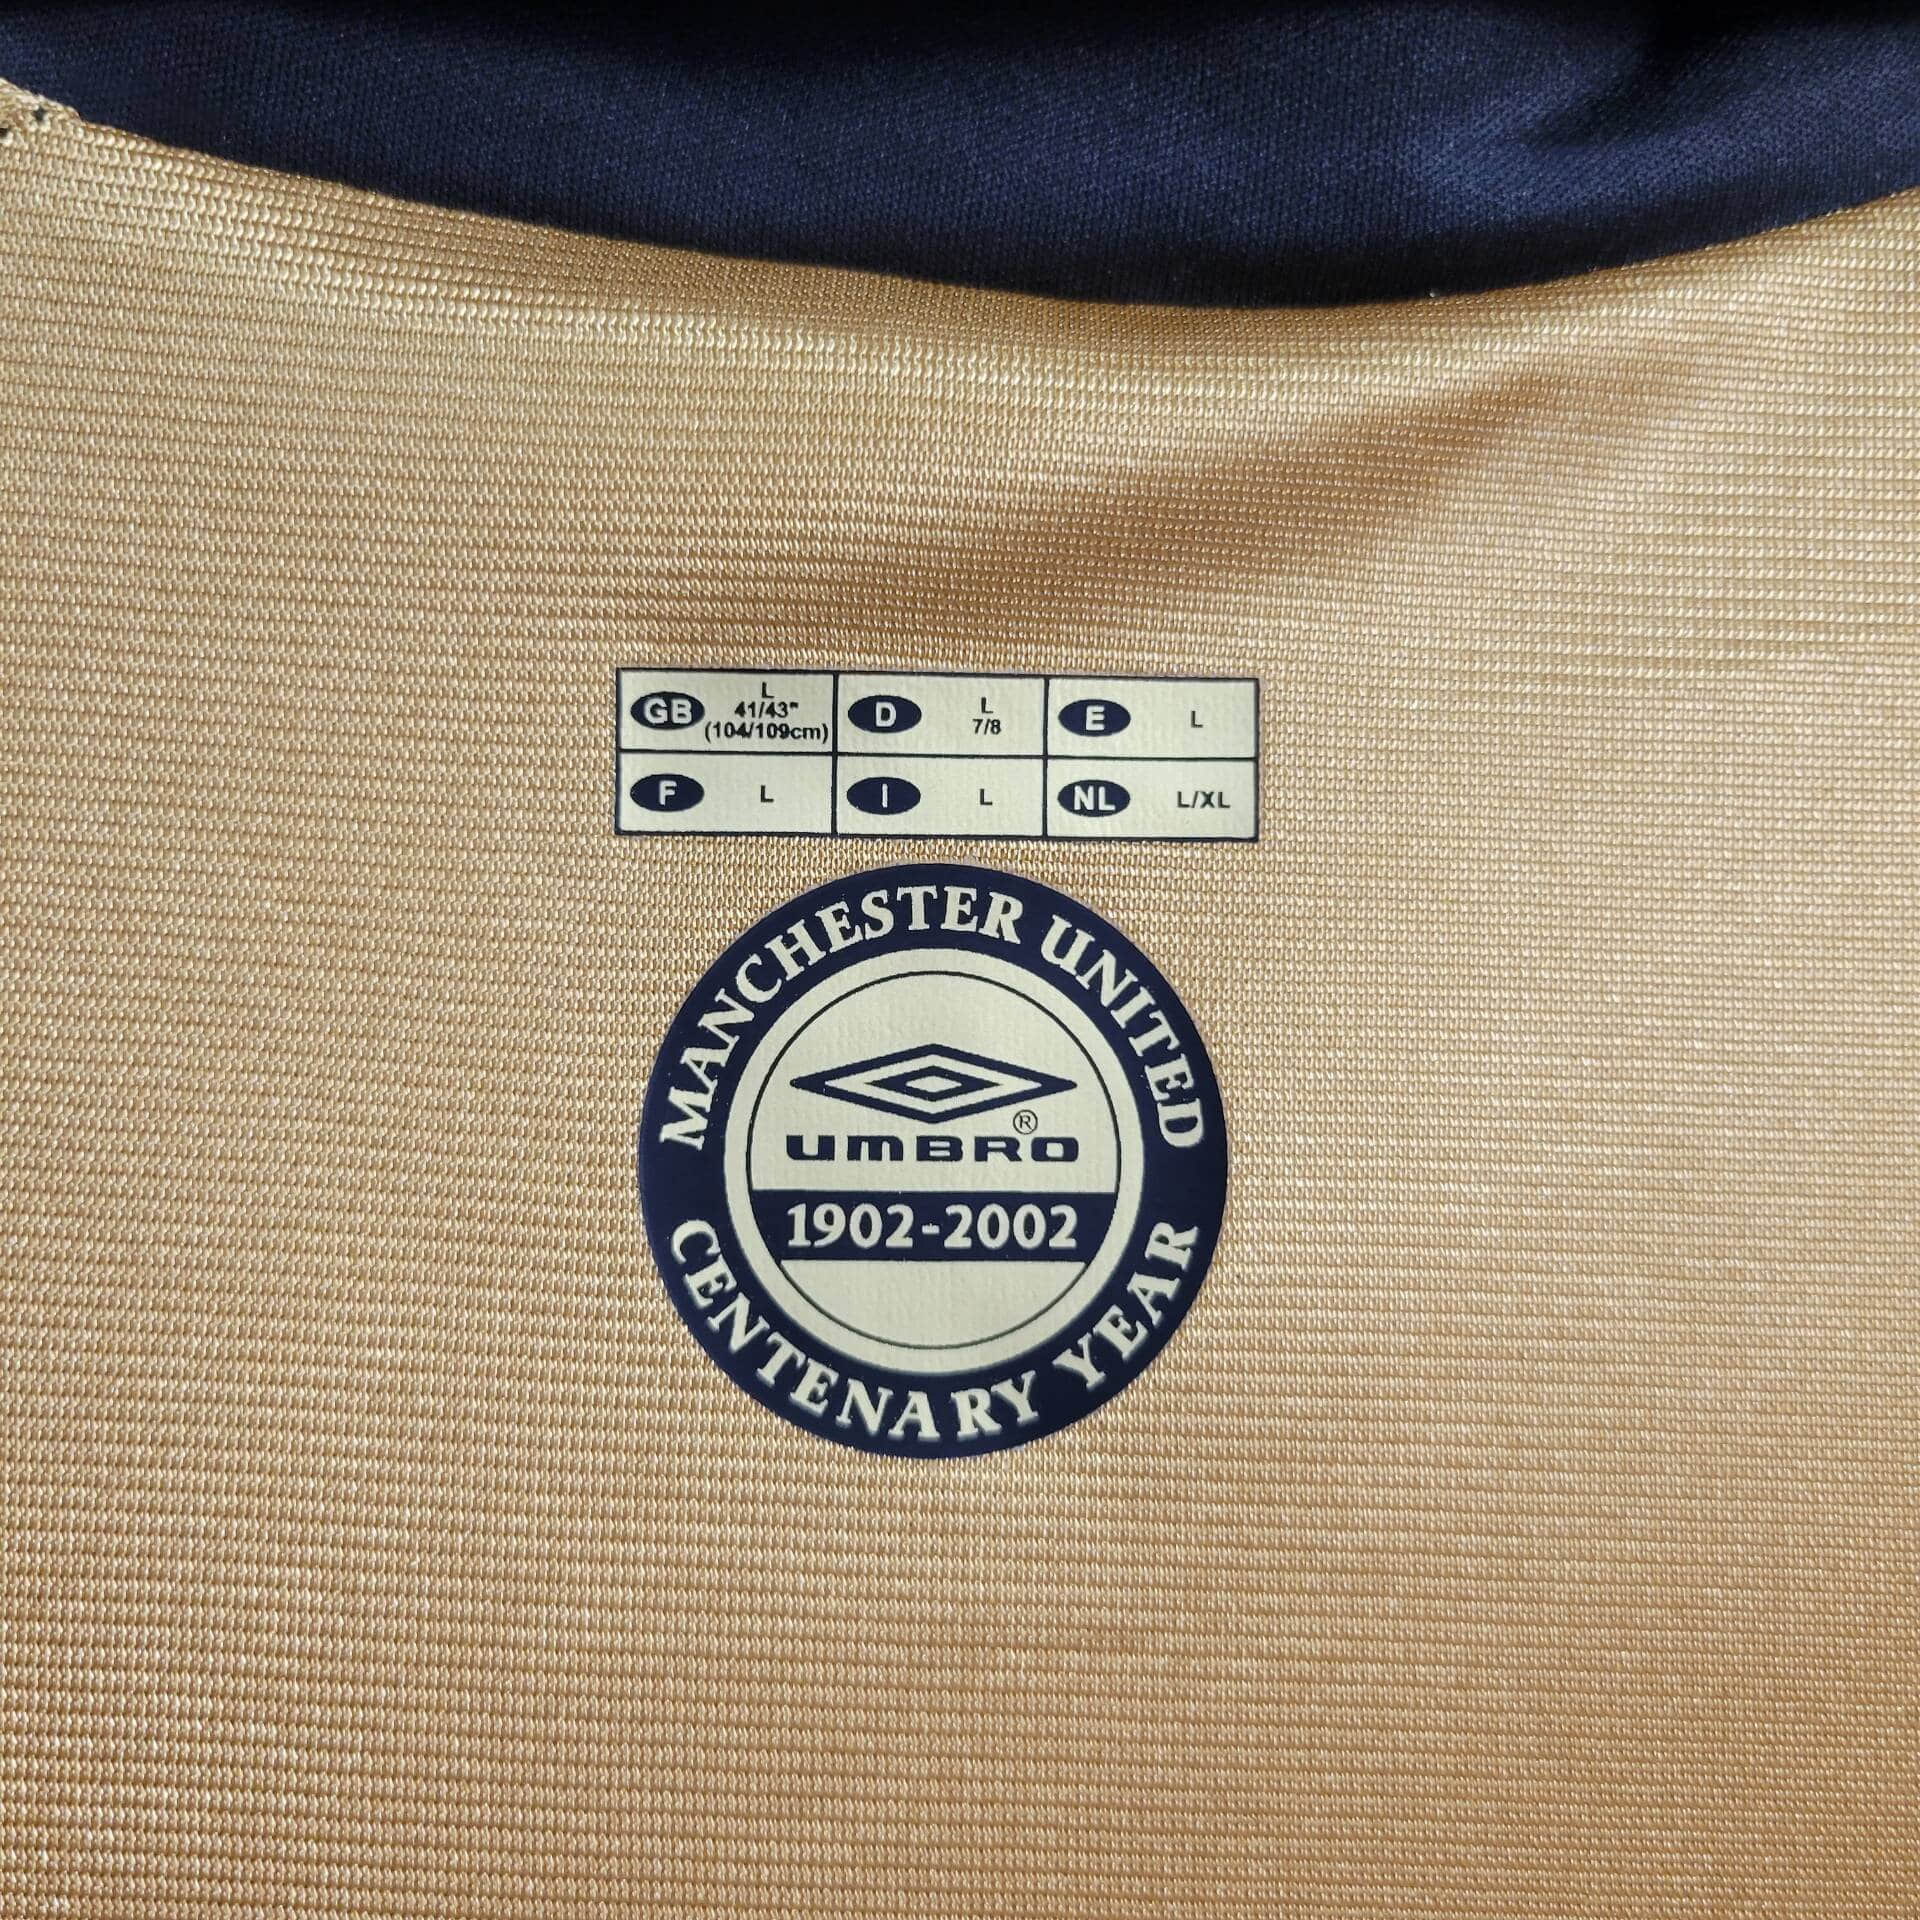 GB L 41/43" (104/109cm)
D L 7/8
E L
F L
I L
NL L/XL
MANCHESTER UNITED
UMBRO®
1902-2002
CENTENARY YEAR